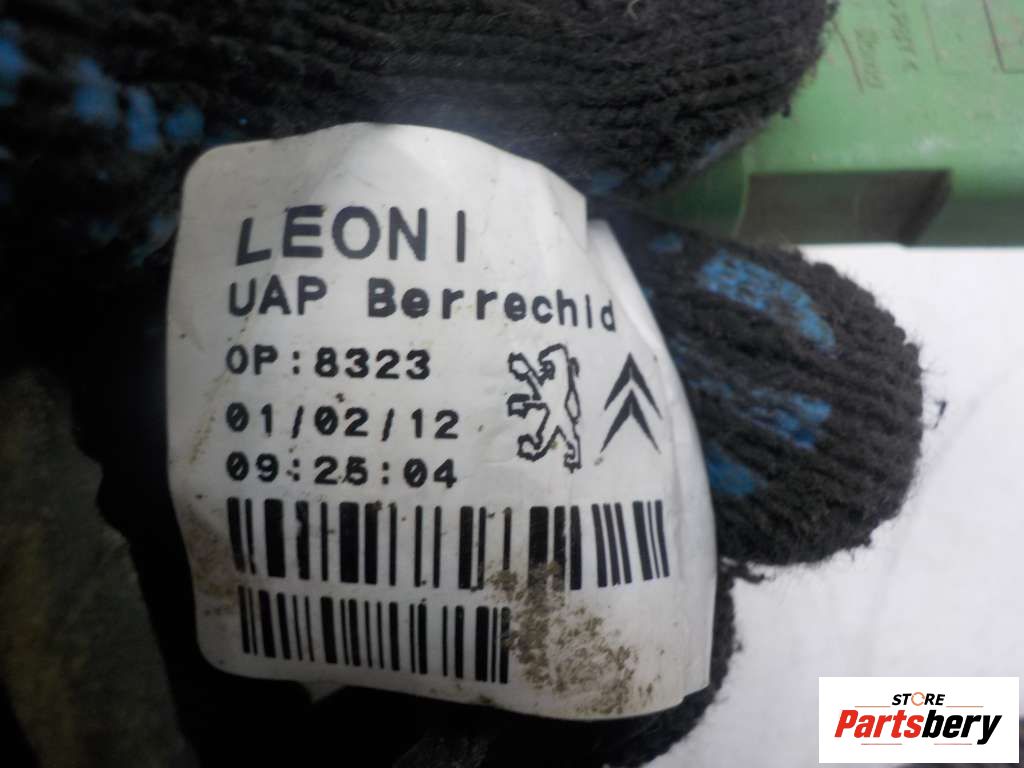 LEONI
UAP Berrechid
OP:8323
01/02/12
09:25:04
STORE
Partsbery